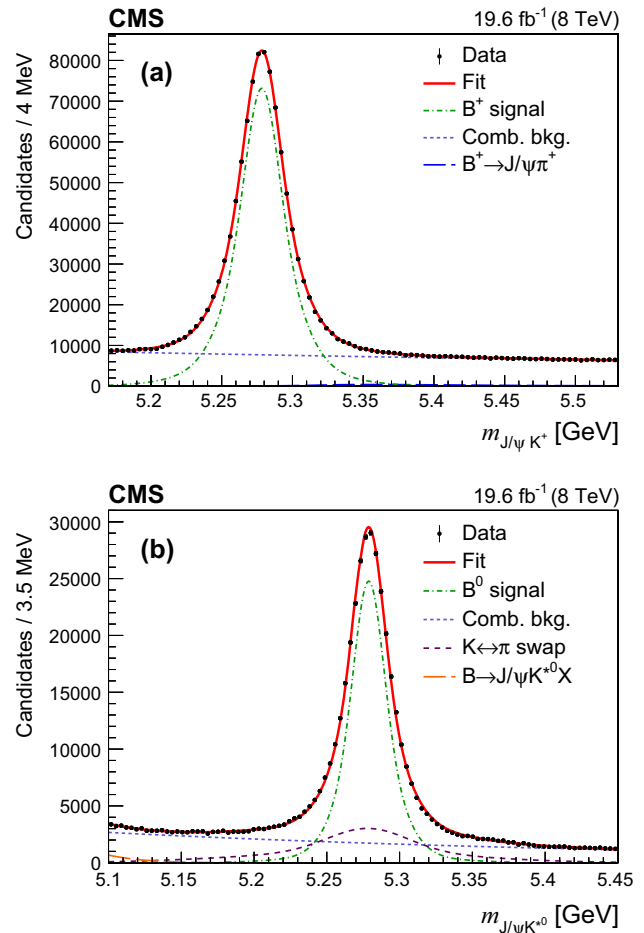 CMS 19.6 fb⁻¹ (8 TeV)
Candidates / 4 MeV
80000
70000
60000
50000
40000
30000
20000
10000
0
(a)
Data
Fit
B⁺ signal
Comb. bkg.
B⁺→J/ψπ⁺
5.2 5.25 5.3 5.35 5.4 5.45 5.5
m J/ψ K⁺ [GeV]
CMS 19.6 fb⁻¹ (8 TeV)
Candidates / 3.5 MeV
30000
25000
20000
15000
10000
5000
0
(b)
Data
Fit
B⁰ signal
Comb. bkg.
K↔π swap
B→J/ψK*⁰X
5.1 5.15 5.2 5.25 5.3 5.35 5.4 5.45
m J/ψK*⁰ [GeV]